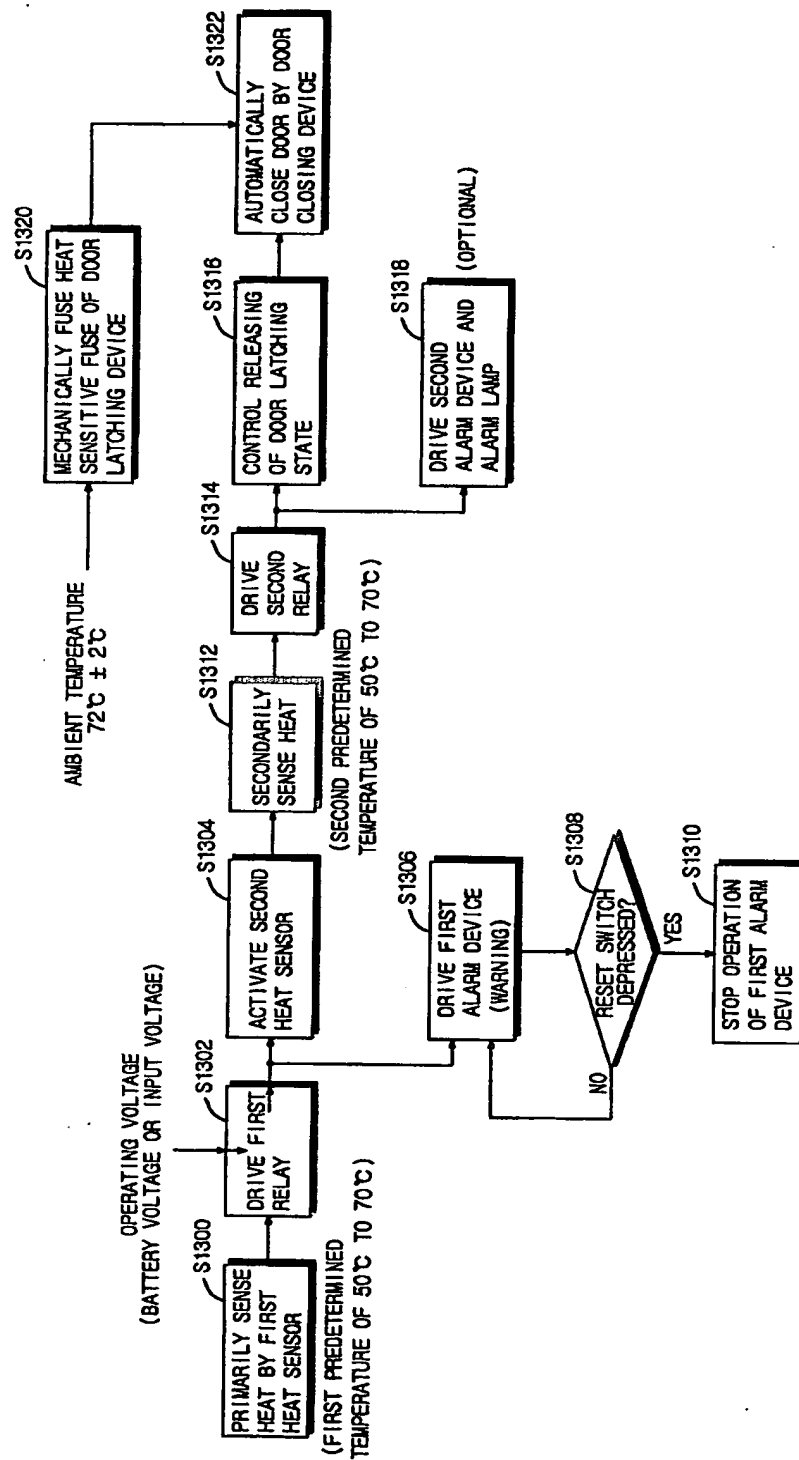 S1300
PRIMARILY SENSE
HEAT BY FIRST
HEAT SENSOR
(FIRST PREDETERMINED
TEMPERATURE OF 50℃ TO 70℃)
OPERATING VOLTAGE
(BATTERY VOLTAGE OR INPUT VOLTAGE)
S1302
DRIVE FIRST
RELAY
S1304
ACTIVATE SECOND
HEAT SENSOR
S1306
DRIVE FIRST
ALARM DEVICE
(WARNING)
S1308
RESET SWITCH
DEPRESSED?
NO
YES
S1310
STOP OPERATION
OF FIRST ALARM
DEVICE
S1312
SECONDARILY
SENSE HEAT
(SECOND PREDETERMINED
TEMPERATURE OF 50℃ TO 70℃)
S1314
DRIVE
SECOND
RELAY
S1316
CONTROL RELEASING
OF DOOR LATCHING
STATE
S1318
DRIVE SECOND
ALARM DEVICE AND
ALARM LAMP
(OPTIONAL)
AMBIENT TEMPERATURE
72℃ ± 2℃
S1320
MECHANICALLY FUSE HEAT
SENSITIVE FUSE OF DOOR
LATCHING DEVICE
S1322
AUTOMATICALLY
CLOSE DOOR BY DOOR
CLOSING DEVICE